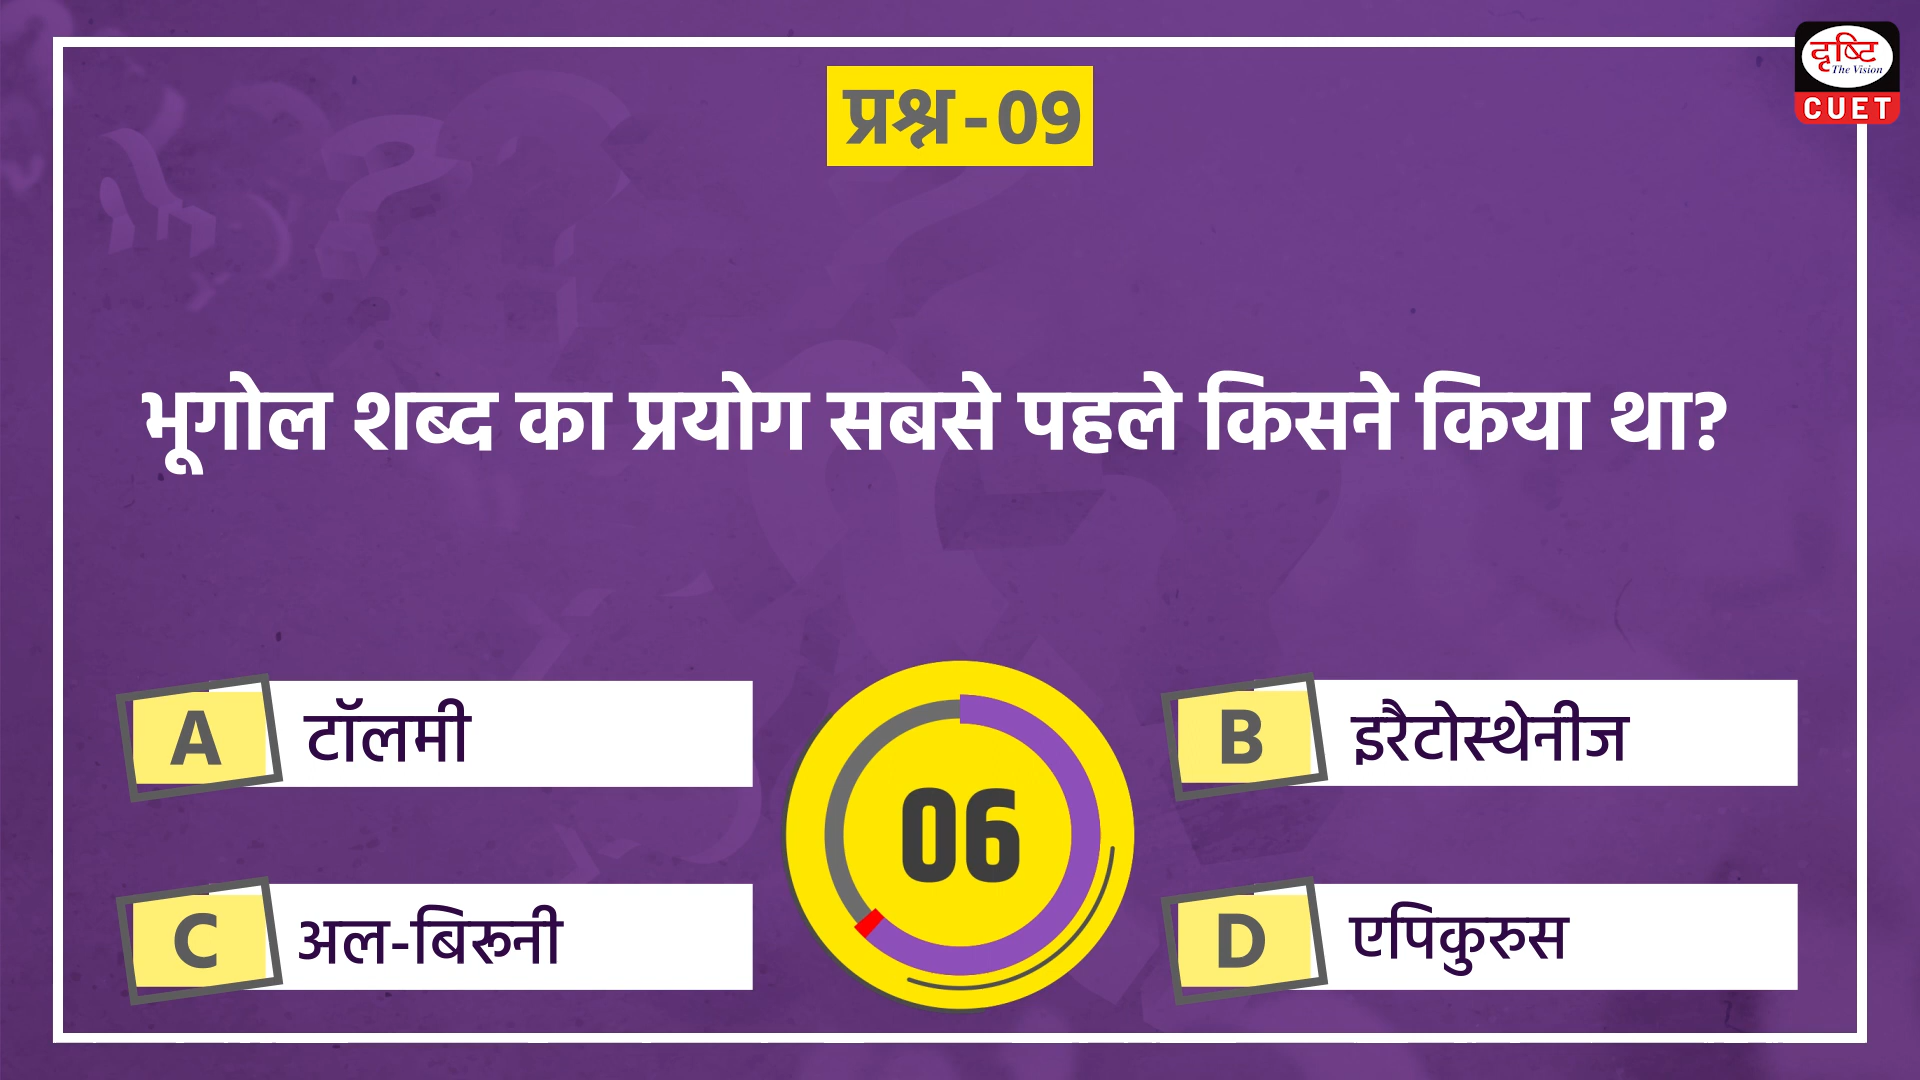 दृष्टि
The Vision
CUET
प्रश्न-09
भूगोल शब्द का प्रयोग सबसे पहले किसने किया था?
A टॉलमी
B इरैटोस्थेनीज
06
C अल-बिरूनी
D एपिकुरुस